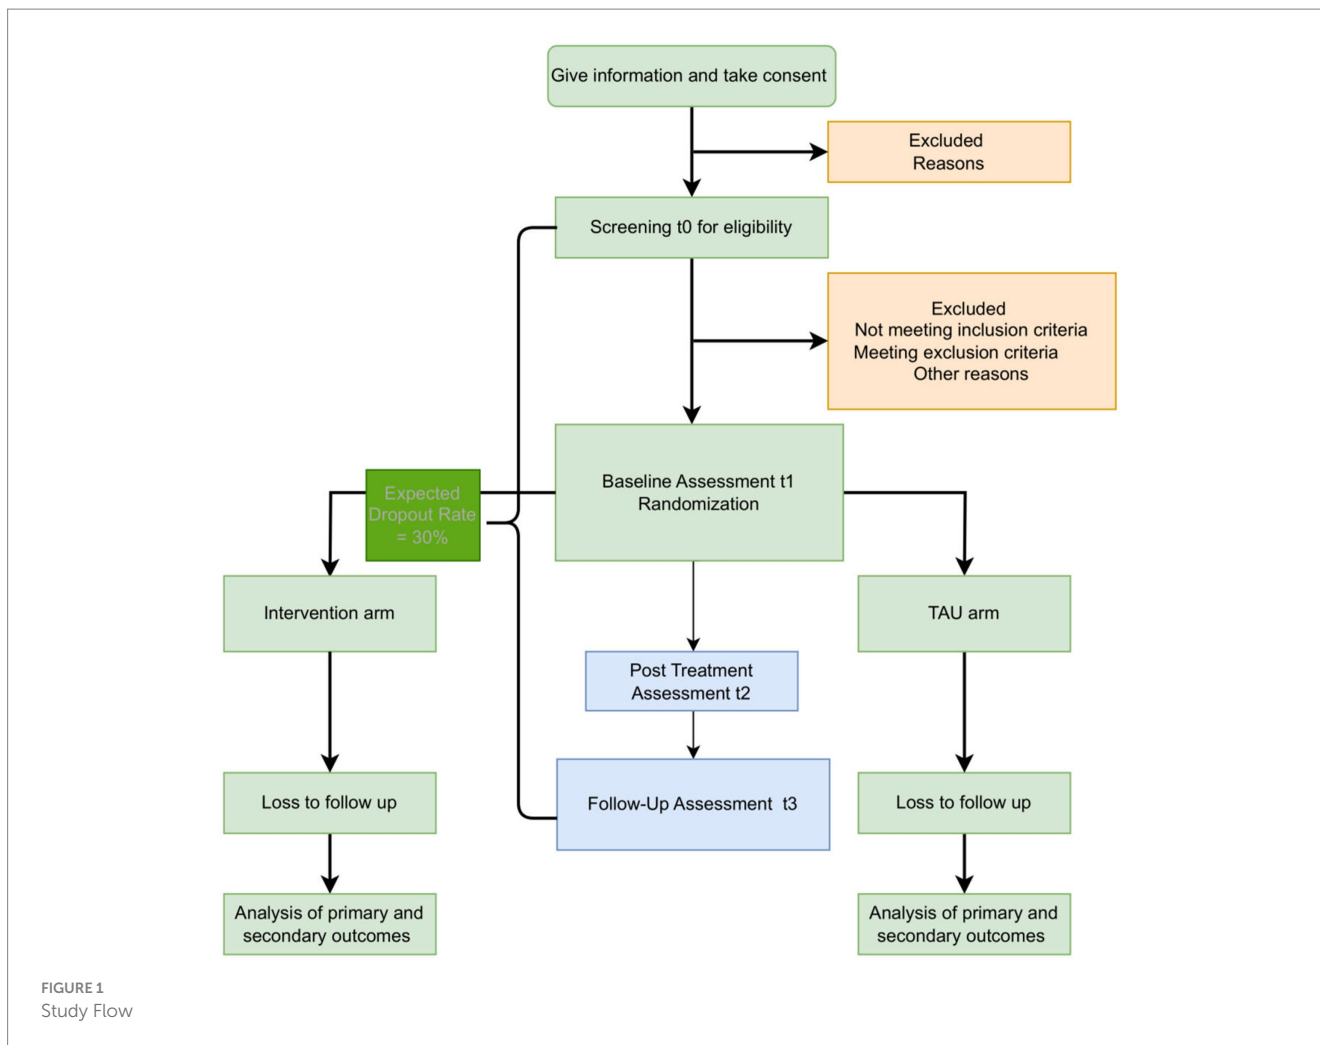 Give information and take consent
Excluded
Reasons
Screening t0 for eligibility
Excluded
Not meeting inclusion criteria
Meeting exclusion criteria
Other reasons
Baseline Assessment t1
Randomization
Expected
Dropout Rate
= 30%
Intervention arm
TAU arm
Post Treatment
Assessment t2
Follow-Up Assessment t3
Loss to follow up
Loss to follow up
Analysis of primary and
secondary outcomes
Analysis of primary and
secondary outcomes
FIGURE 1
Study Flow